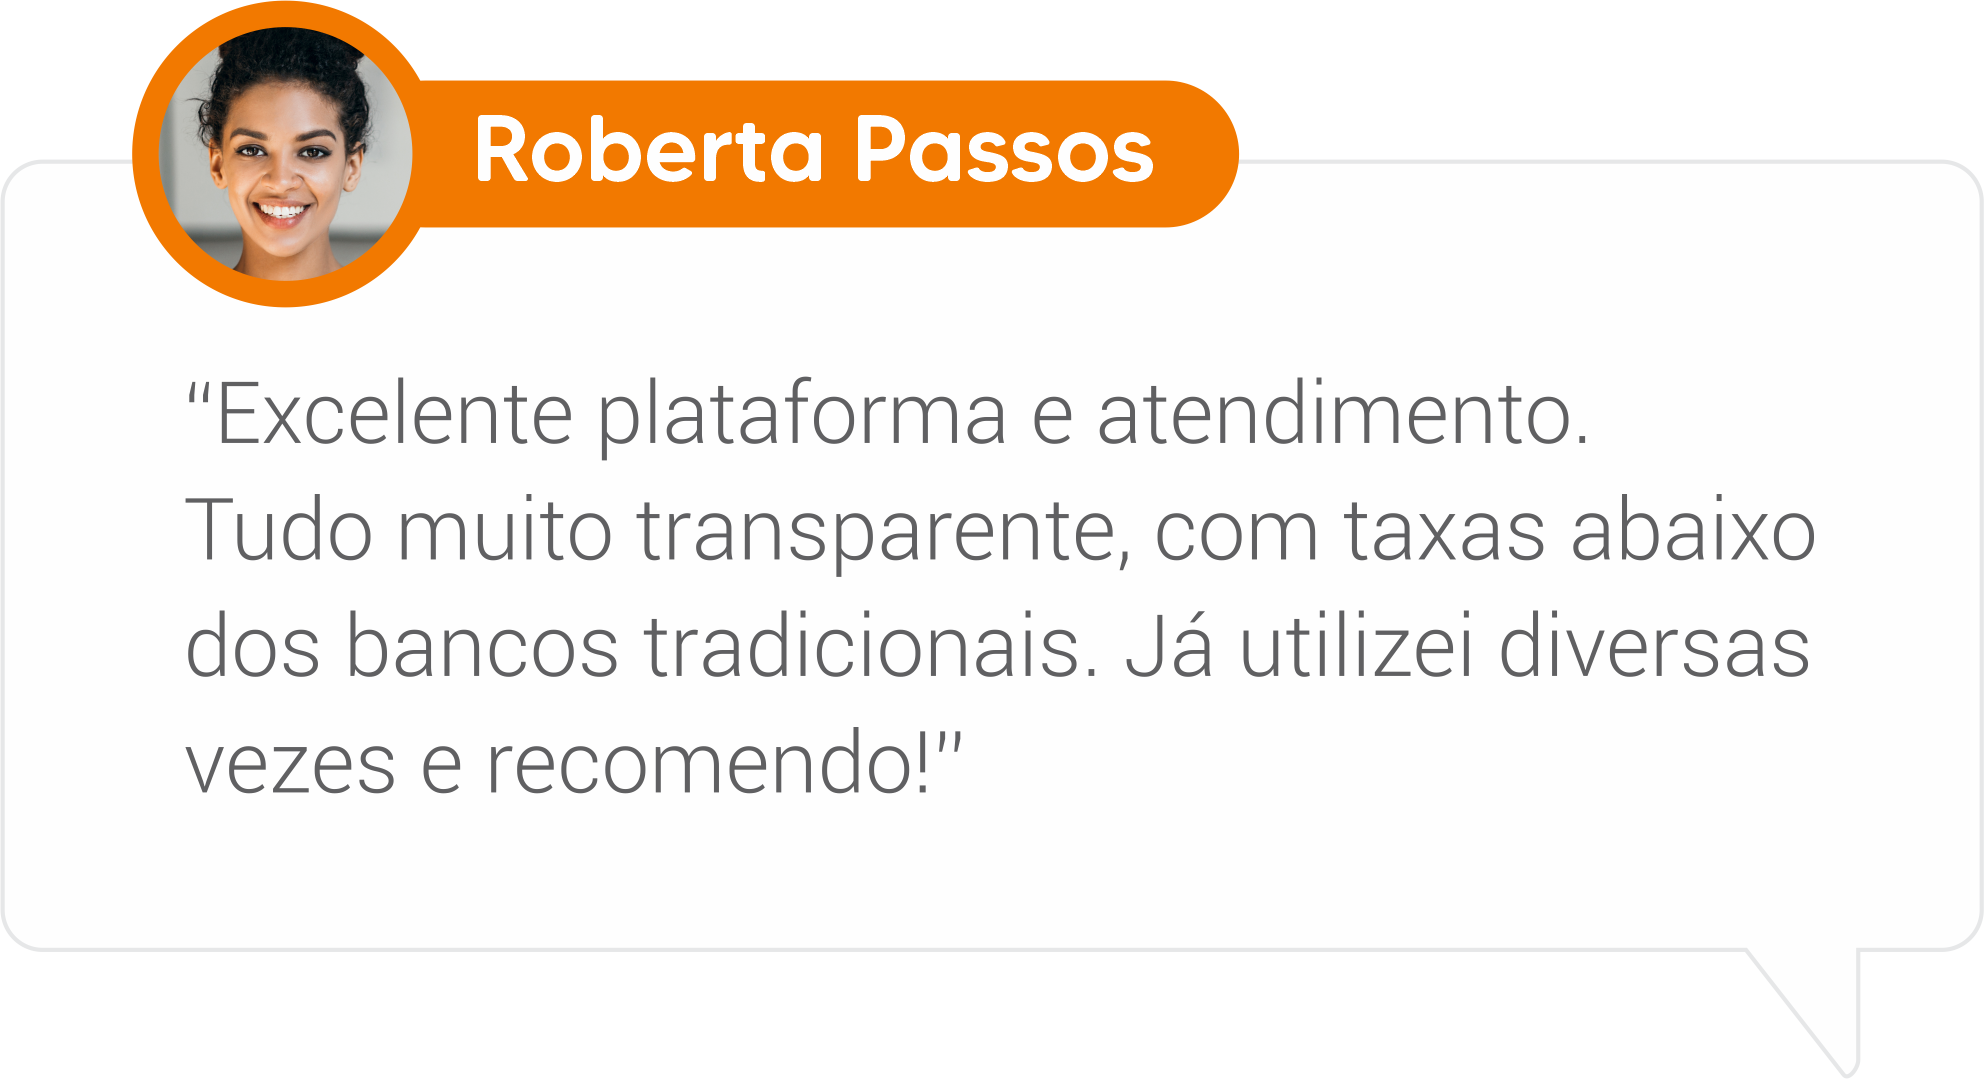 Roberta Passos
“Excelente plataforma e atendimento.
Tudo muito transparente, com taxas abaixo
dos bancos tradicionais. Já utilizei diversas
vezes e recomendo!”